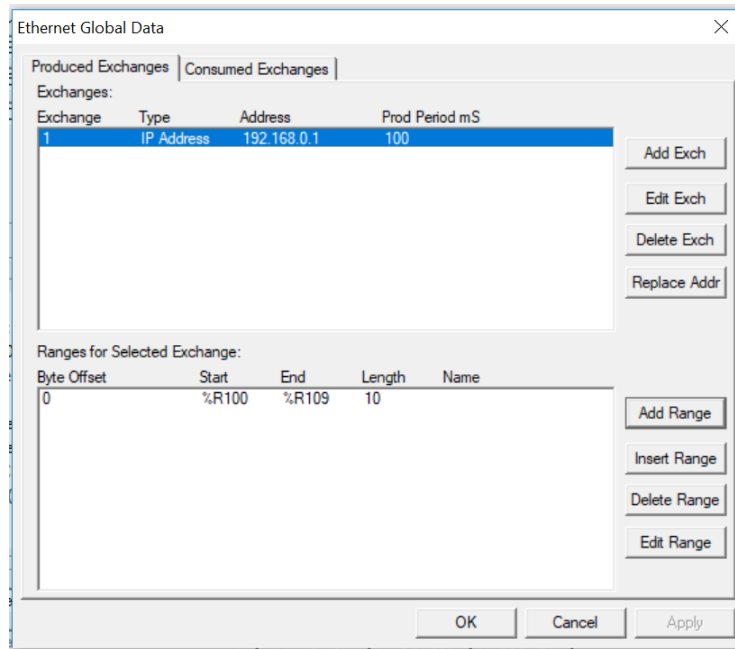 Ethernet Global Data
Produced Exchanges Consumed Exchanges
Exchanges:
Exchange Type Address Prod Period mS
1 IP Address 192.168.0.1 100
Add Exch
Edit Exch
Delete Exch
Replace Addr
Ranges for Selected Exchange:
Byte Offset Start End Length Name
0 %R100 %R109 10
Add Range
Insert Range
Delete Range
Edit Range
OK Cancel Apply